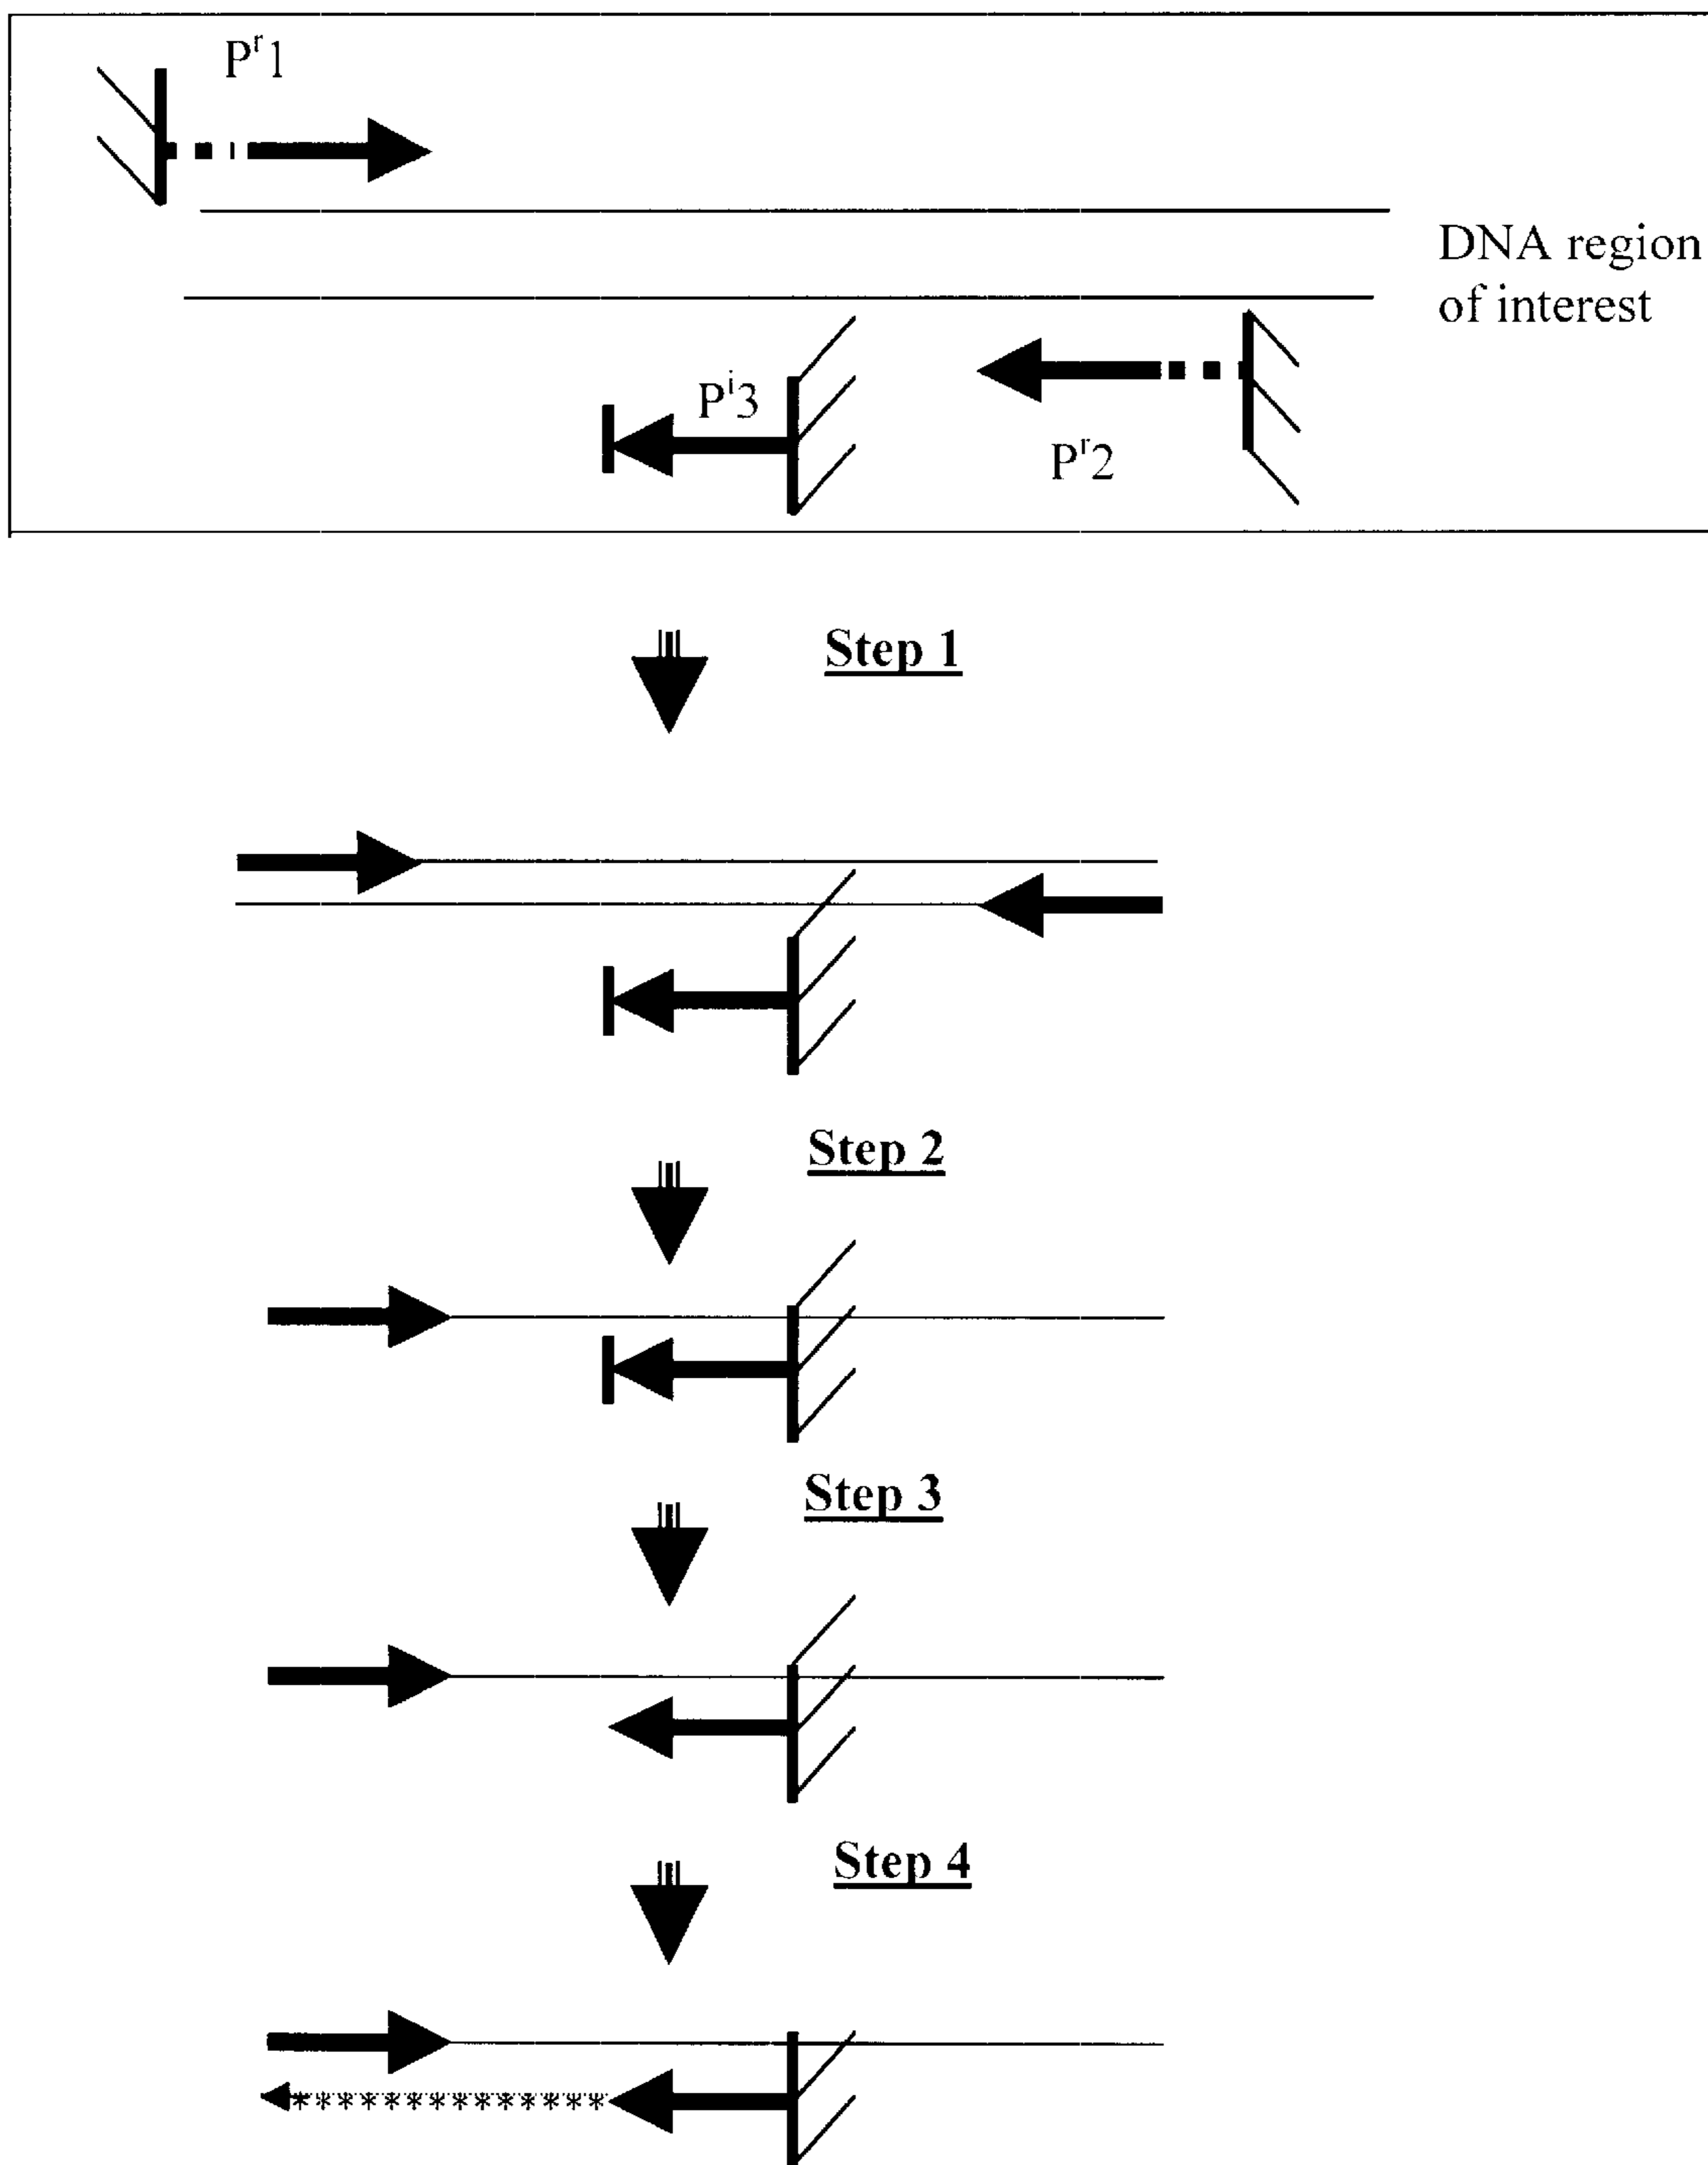 Pʳ1
DNA region
of interest
Pⁱ3
Pʳ2
Step 1
Step 2
Step 3
Step 4